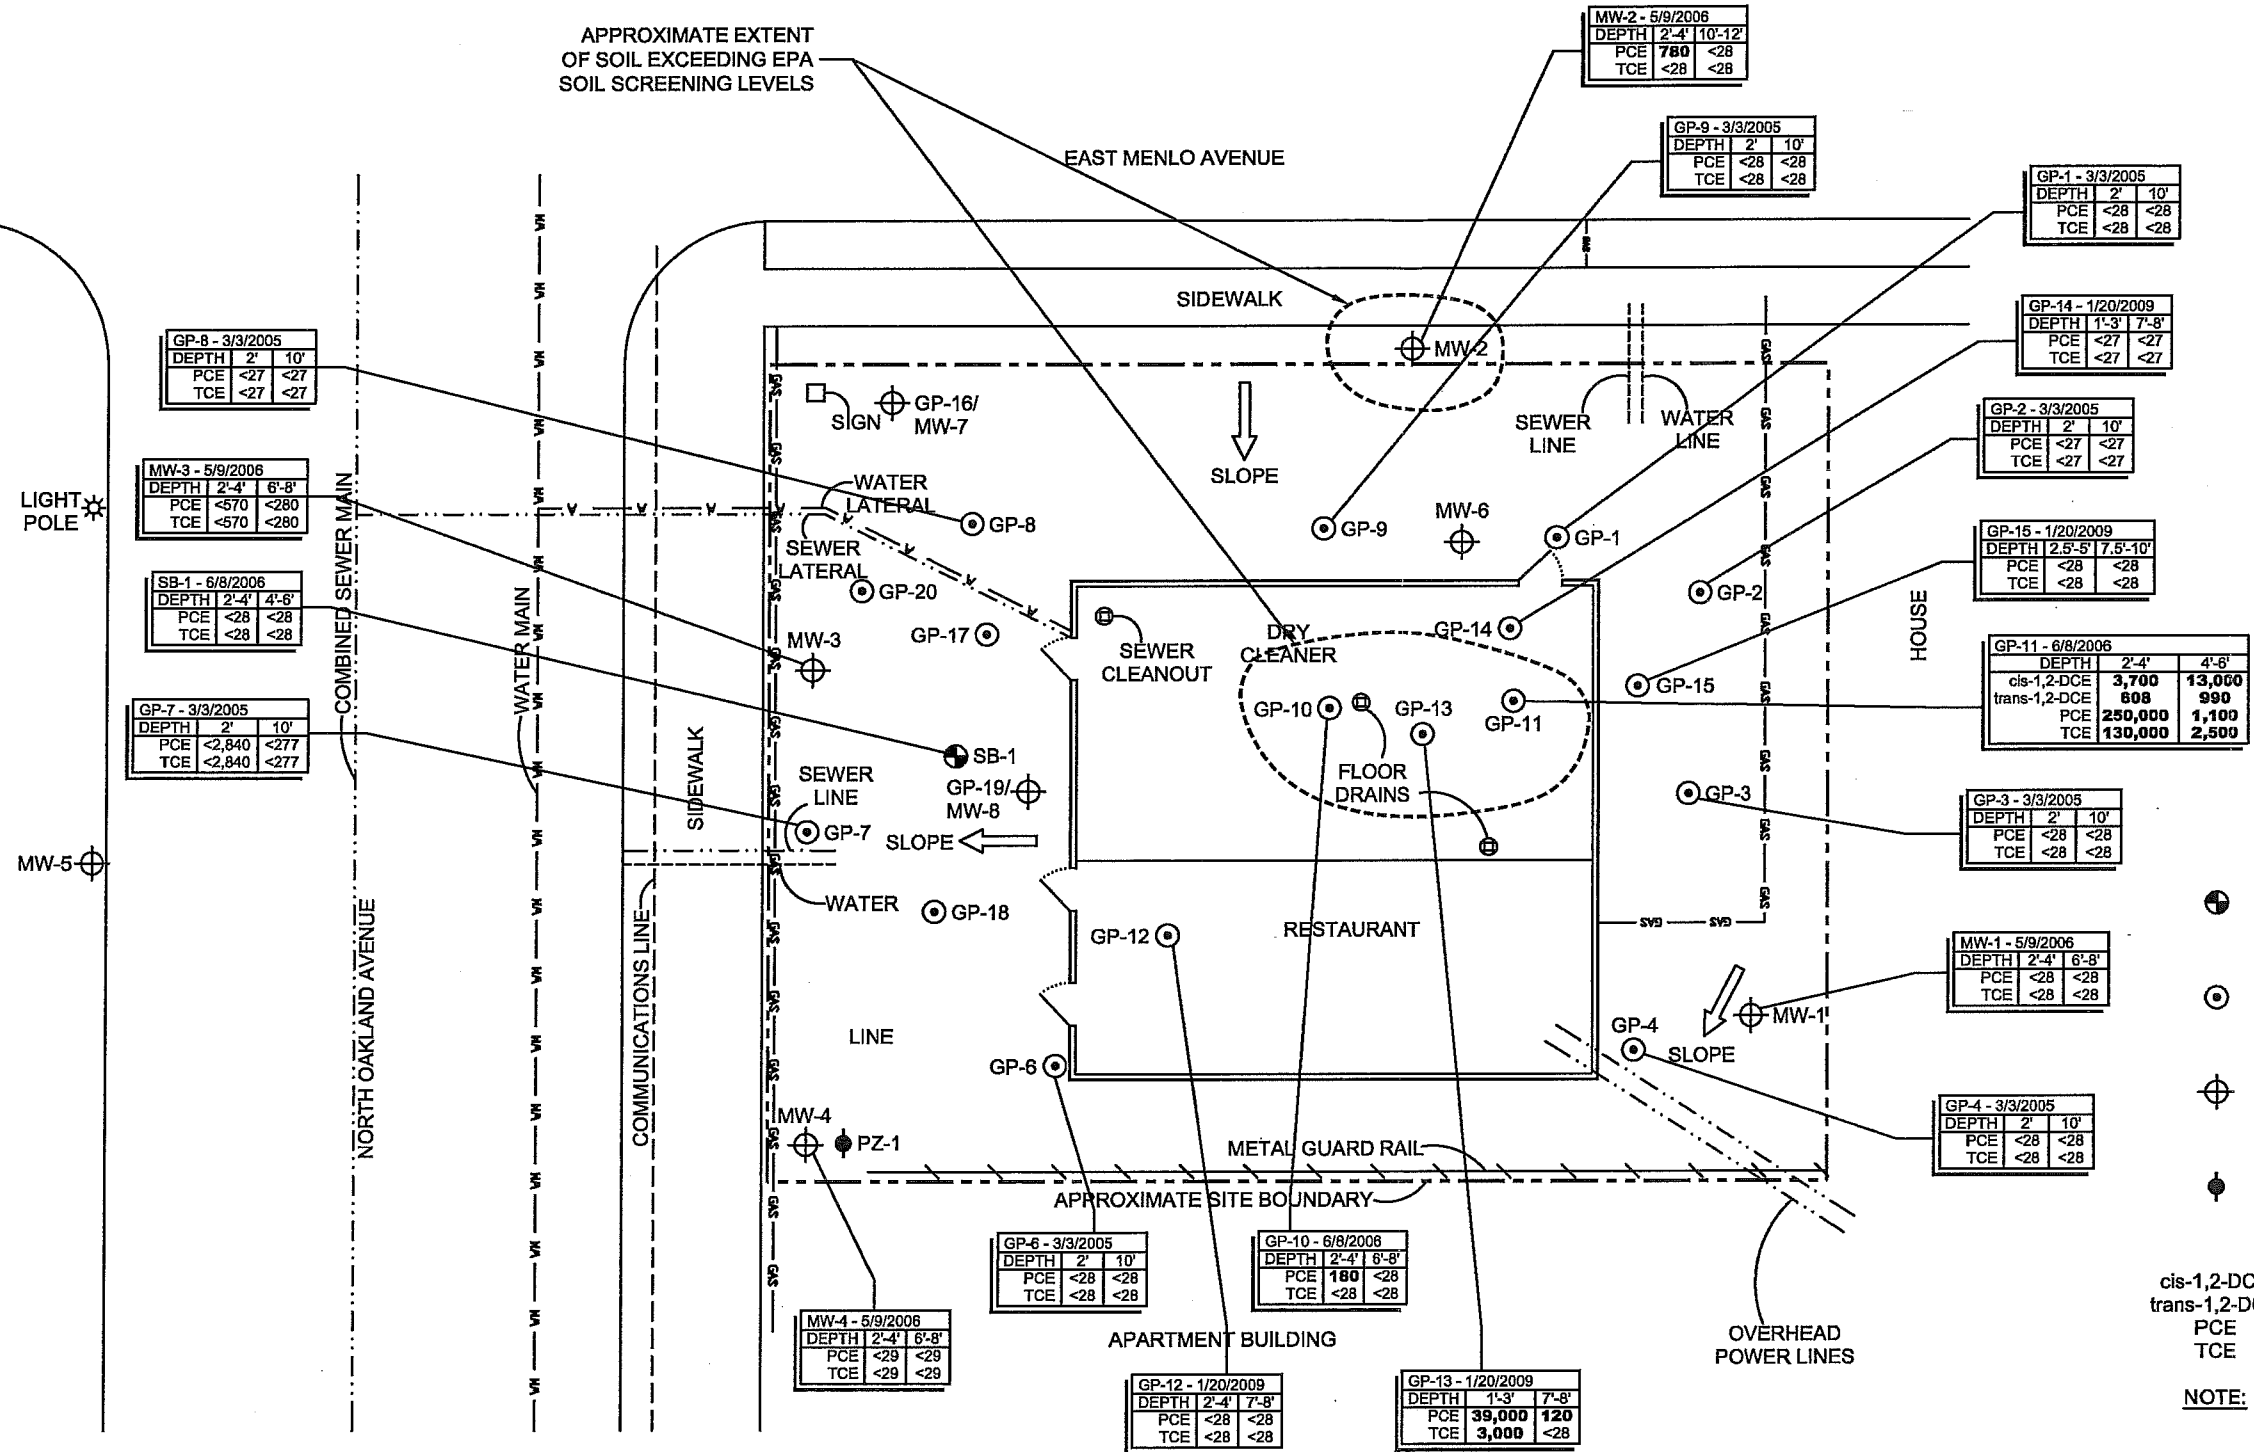 APPROXIMATE EXTENT
OF SOIL EXCEEDING EPA
SOIL SCREENING LEVELS
MW-2 - 5/9/2006
DEPTH 2'-4' 10'-12'
PCE 780 <28
TCE <28 <28
GP-9 - 3/3/2005
DEPTH 2' 10'
PCE <28 <28
TCE <28 <28
EAST MENLO AVENUE
GP-1 - 3/3/2005
DEPTH 2' 10'
PCE <28 <28
TCE <28 <28
SIDEWALK
GP-14 - 1/20/2009
DEPTH 1'-3' 7'-8'
PCE <27 <27
TCE <27 <27
GP-8 - 3/3/2005
DEPTH 2' 10'
PCE <27 <27
TCE <27 <27
MW-2
SIGN
GP-16/
MW-7
SLOPE
SEWER
LINE
WATER
LINE
GP-2 - 3/3/2005
DEPTH 2' 10'
PCE <27 <27
TCE <27 <27
MW-3 - 5/9/2006
DEPTH 2'-4' 6'-8'
PCE <570 <280
TCE <570 <280
LIGHT
POLE
WATER
LATERAL
GP-8
GP-9
MW-6
GP-1
SEWER
LATERAL
GP-15 - 1/20/2009
DEPTH 2.5'-5' 7.5'-10'
PCE <28 <28
TCE <28 <28
SB-1 - 6/8/2006
DEPTH 2'-4' 4'-6'
PCE <28 <28
TCE <28 <28
COMBINED SEWER MAIN
WATER MAIN
GP-20
GP-2
HOUSE
GP-17
MW-3
SEWER
CLEANOUT
DRY
CLEANER
GP-14
GP-15
GP-11 - 6/8/2006
DEPTH 2'-4' 4'-6'
cis-1,2-DCE 3,700 13,000
trans-1,2-DCE 608 990
PCE 250,000 1,100
TCE 130,000 2,500
GP-7 - 3/3/2005
DEPTH 2' 10'
PCE <2,840 <277
TCE <2,840 <277
GP-10
GP-13
GP-11
SIDEWALK
SB-1
SEWER
LINE
GP-19/
MW-8
FLOOR
DRAINS
GP-3
GP-3 - 3/3/2005
DEPTH 2' 10'
PCE <28 <28
TCE <28 <28
GP-7
SLOPE
MW-5
WATER
GP-18
GP-12
RESTAURANT
GAS
GAS
NORTH OAKLAND AVENUE
COMMUNICATIONS LINE
MW-1 - 5/9/2006
DEPTH 2'-4' 6'-8'
PCE <28 <28
TCE <28 <28
LINE
GP-4
MW-1
SLOPE
GP-6
MW-4
PZ-1
GP-4 - 3/3/2005
DEPTH 2' 10'
PCE <28 <28
TCE <28 <28
METAL GUARD RAIL
APPROXIMATE SITE BOUNDARY
GP-6 - 3/3/2005
DEPTH 2' 10'
PCE <28 <28
TCE <28 <28
GP-10 - 6/8/2006
DEPTH 2'-4' 6'-8'
PCE 180 <28
TCE <28 <28
MW-4 - 5/9/2006
DEPTH 2'-4' 6'-8'
PCE <29 <29
TCE <29 <29
APARTMENT BUILDING
OVERHEAD
POWER LINES
GP-12 - 1/20/2009
DEPTH 2'-4' 7'-8'
PCE <28 <28
TCE <28 <28
GP-13 - 1/20/2009
DEPTH 1'-3' 7'-8'
PCE 39,000 120
TCE 3,000 <28
cis-1,2-DC
trans-1,2-D
PCE
TCE
NOTE: